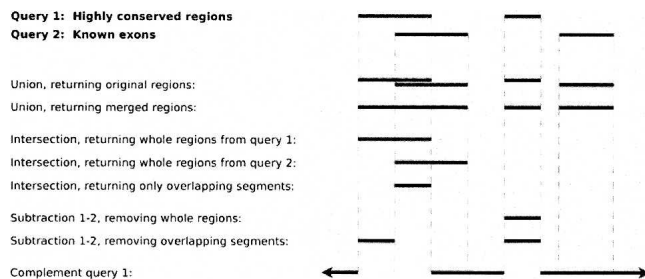 Query 1: Highly conserved regions
Query 2: Known exons
Union, returning original regions:
Union, returning merged regions:
Intersection, returning whole regions from query 1:
Intersection, returning whole regions from query 2:
Intersection, returning only overlapping segments:
Subtraction 1-2, removing whole regions:
Subtraction 1-2, removing overlapping segments:
Complement query 1: